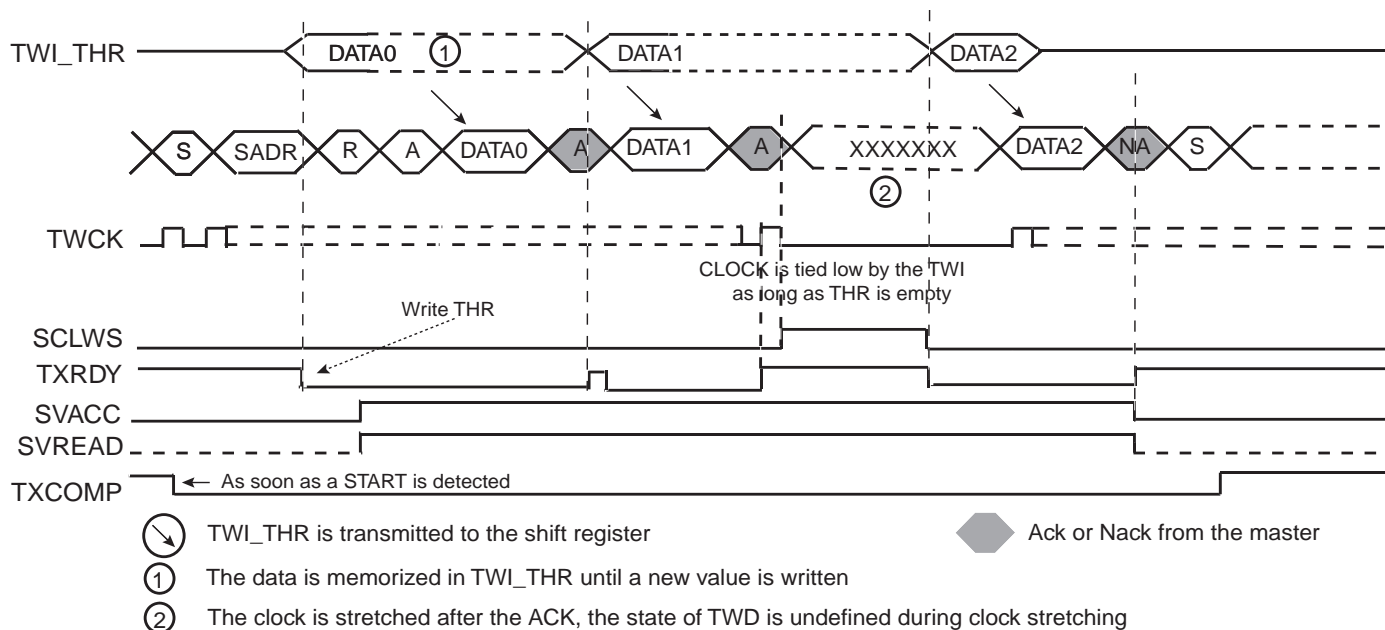 TWI_THR DATA0 1 DATA1 DATA2
S SADR R A DATA0 A DATA1 A XXXXXXX DATA2 NA S
2
TWCK
CLOCK is tied low by the TWI
as long as THR is empty
Write THR
SCLWS
TXRDY
SVACC
SVREAD
TXCOMP As soon as a START is detected
TWI_THR is transmitted to the shift register Ack or Nack from the master
1 The data is memorized in TWI_THR until a new value is written
2 The clock is stretched after the ACK, the state of TWD is undefined during clock stretching